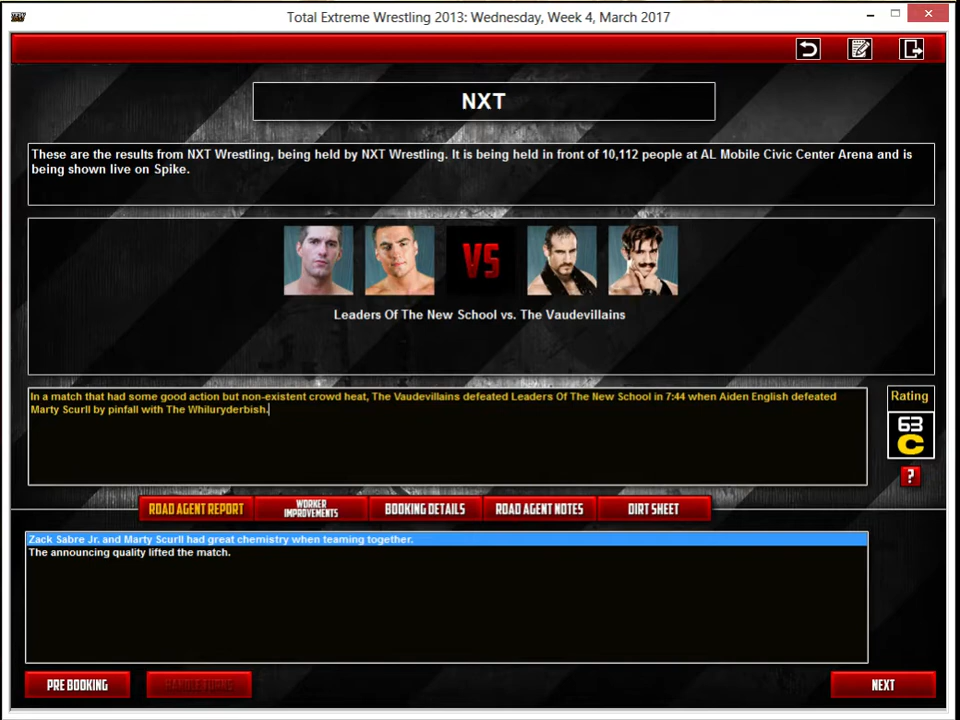 Total Extreme Wrestling 2013: Wednesday, Week 4, March 2017
NXT
These are the results from NXT Wrestling, being held by NXT Wrestling. It is being held in front of 10,112 people at AL Mobile Civic Center Arena and is
being shown live on Spike.
VS
Leaders Of The New School vs. The Vaudevillains
In a match that had some good action but non-existent crowd heat, The Vaudevillains defeated Leaders Of The New School in 7:44 when Aiden English defeated
Marty Scurll by pinfall with The Whiluryderbish.
Rating
63
C
?
ROAD AGENT REPORT
WORKER
IMPROVEMENTS
BOOKING DETAILS
ROAD AGENT NOTES
DIRT SHEET
Zack Sabre Jr. and Marty Scurll had great chemistry when teaming together.
The announcing quality lifted the match.
PRE BOOKING
HANDLE TURNS
NEXT